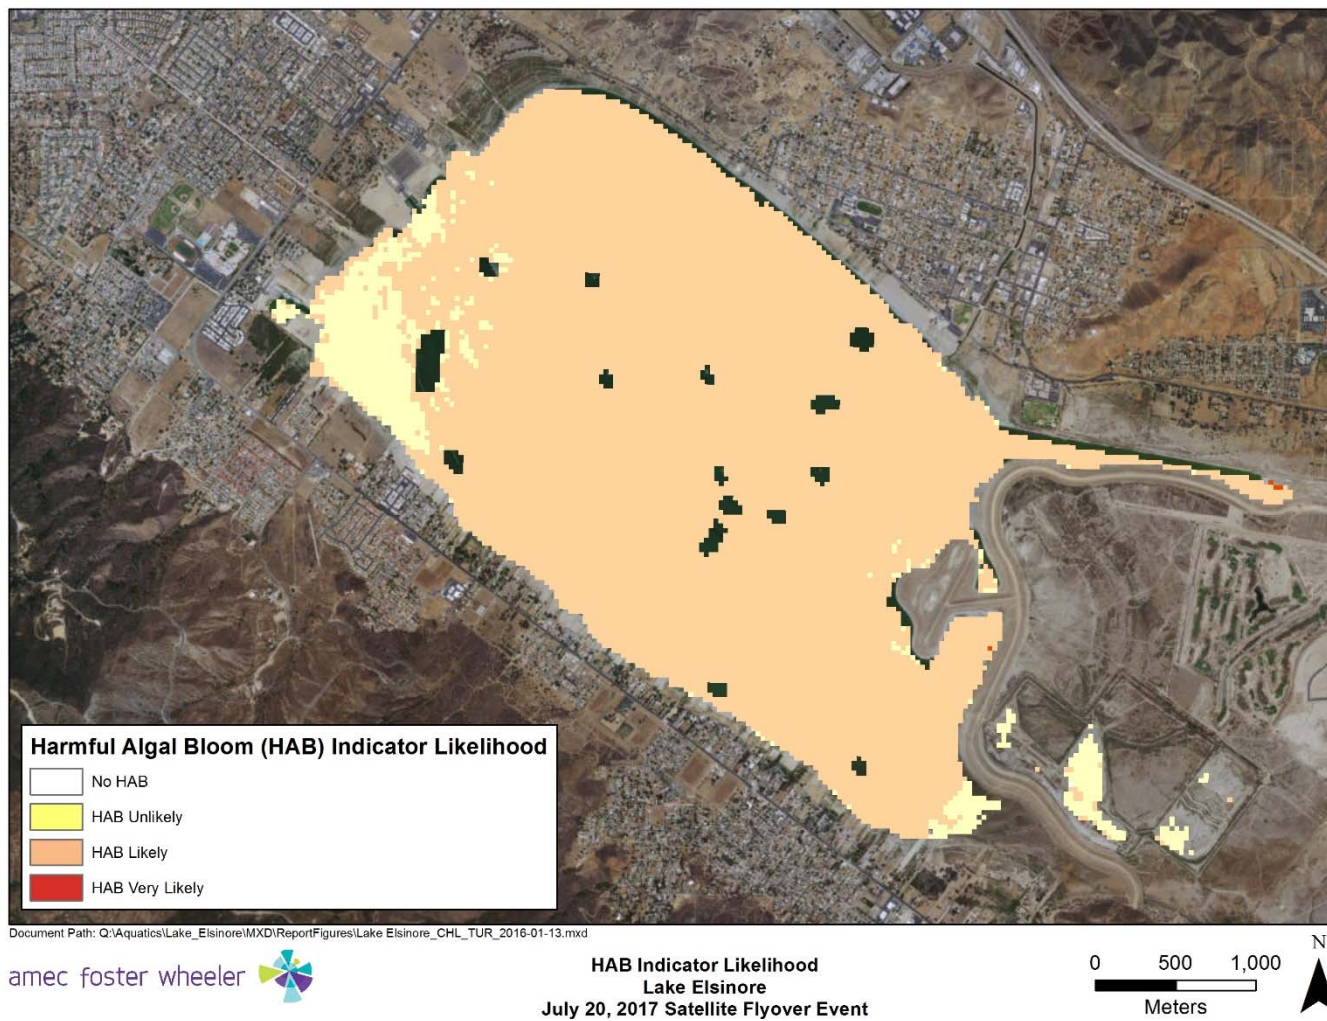 Harmful Algal Bloom (HAB) Indicator Likelihood
No HAB
HAB Unlikely
HAB Likely
HAB Very Likely
Document Path: Q:\Aquatics\Lake_Elsinore\MXD\ReportFigures\Lake Elsinore_CHL_TUR_2016-01-13.mxd
amec foster wheeler
HAB Indicator Likelihood
Lake Elsinore
July 20, 2017 Satellite Flyover Event
0 500 1,000
Meters
N